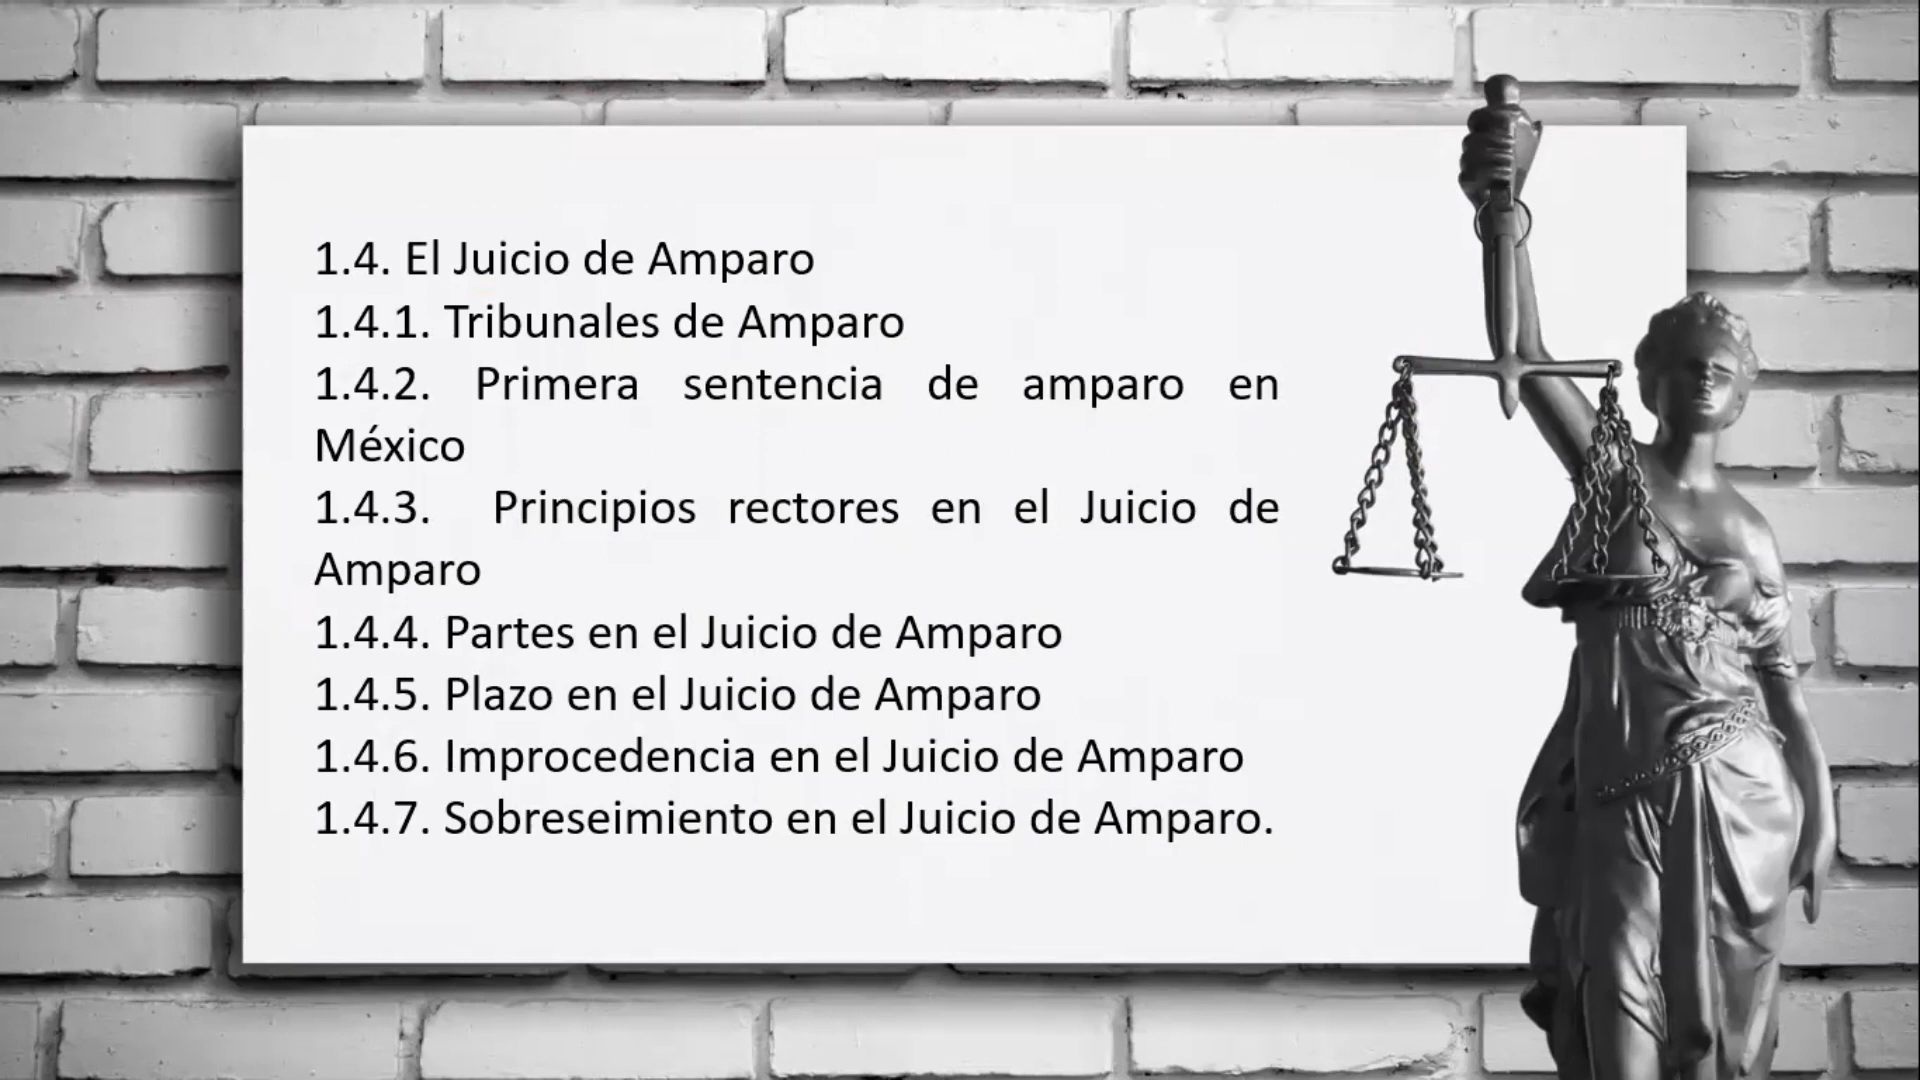 1.4. El Juicio de Amparo
1.4.1. Tribunales de Amparo
1.4.2. Primera sentencia de amparo en
México
1.4.3. Principios rectores en el Juicio de
Amparo
1.4.4. Partes en el Juicio de Amparo
1.4.5. Plazo en el Juicio de Amparo
1.4.6. Improcedencia en el Juicio de Amparo
1.4.7. Sobreseimiento en el Juicio de Amparo.